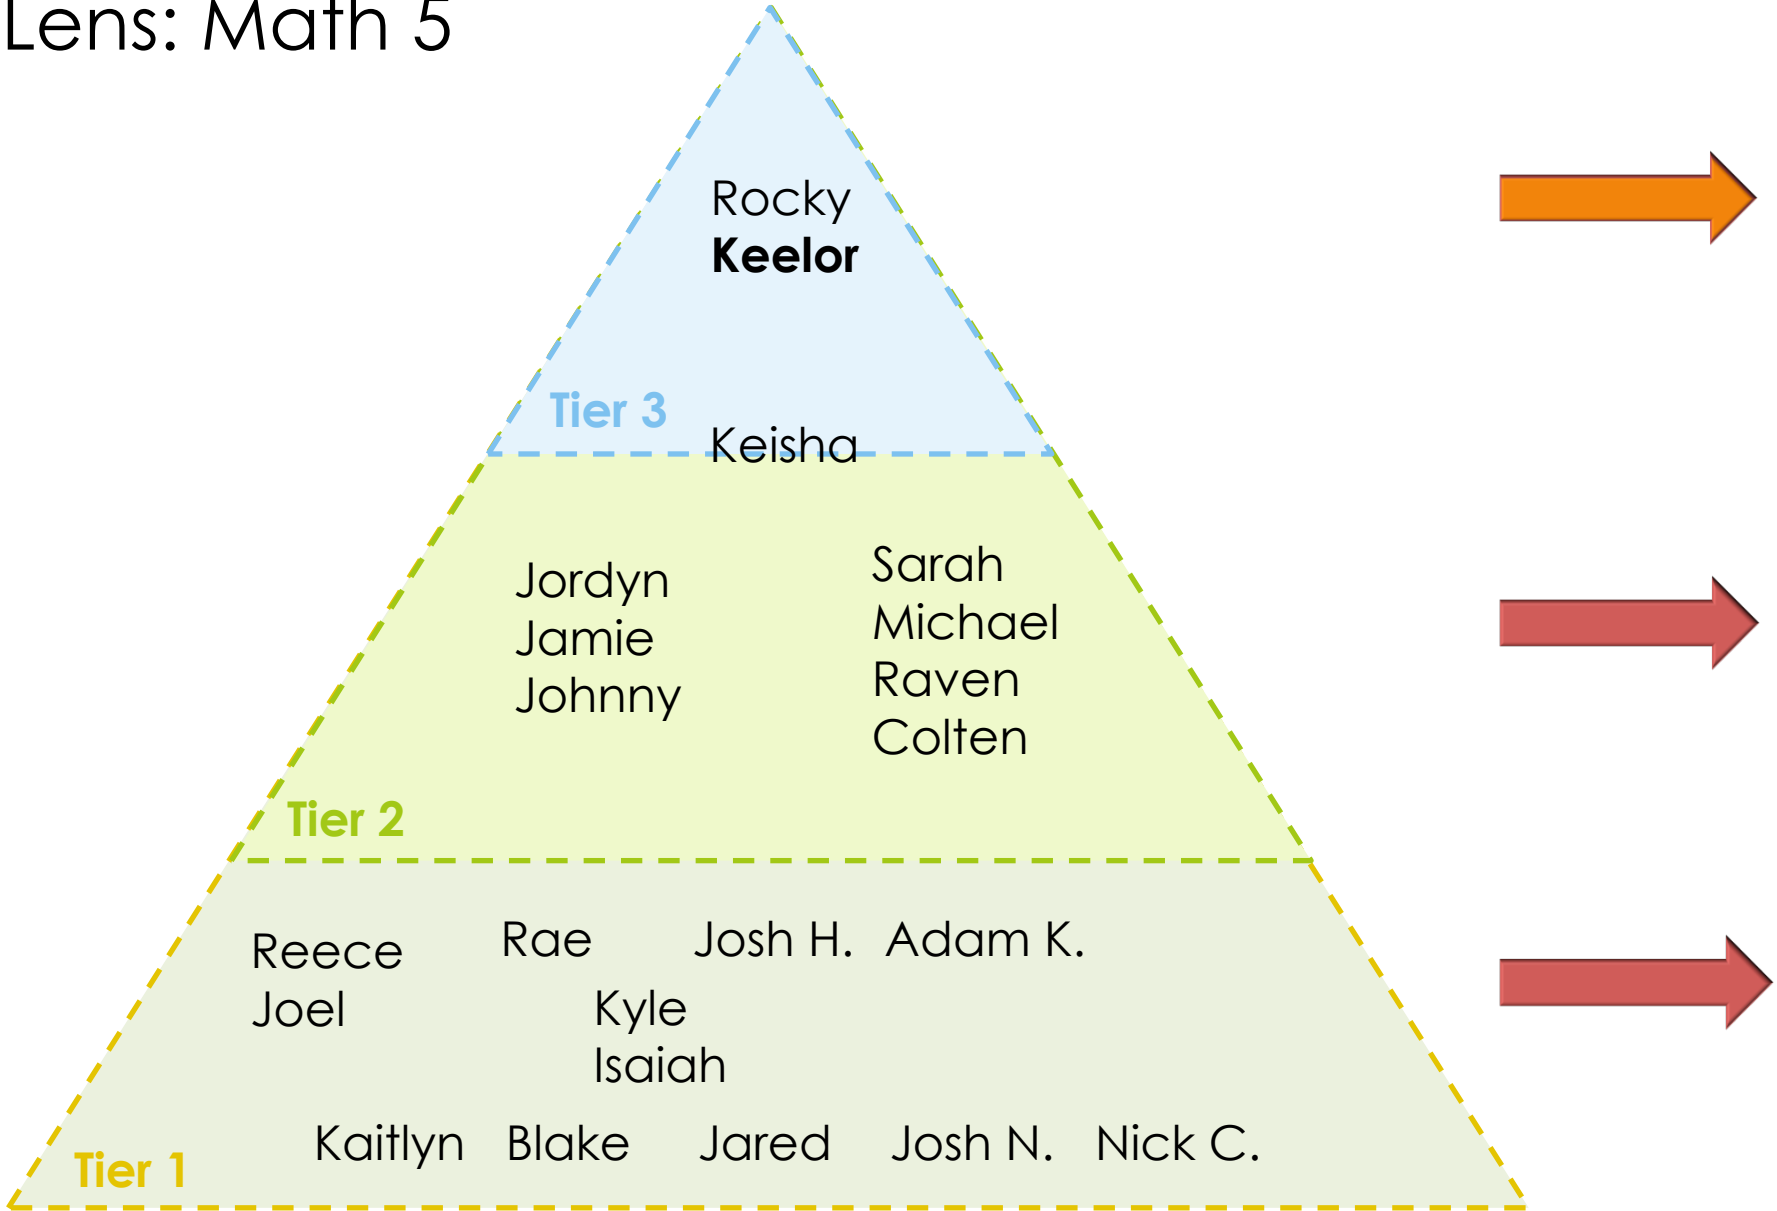 Lens: Math 5
Rocky
Keelor
Tier 3
Keisha
Jordyn
Jamie
Johnny
Sarah
Michael
Raven
Colten
Tier 2
Reece
Joel
Rae
Josh H.
Adam K.
Kyle
Isaiah
Kaitlyn
Blake
Jared
Josh N.
Nick C.
Tier 1